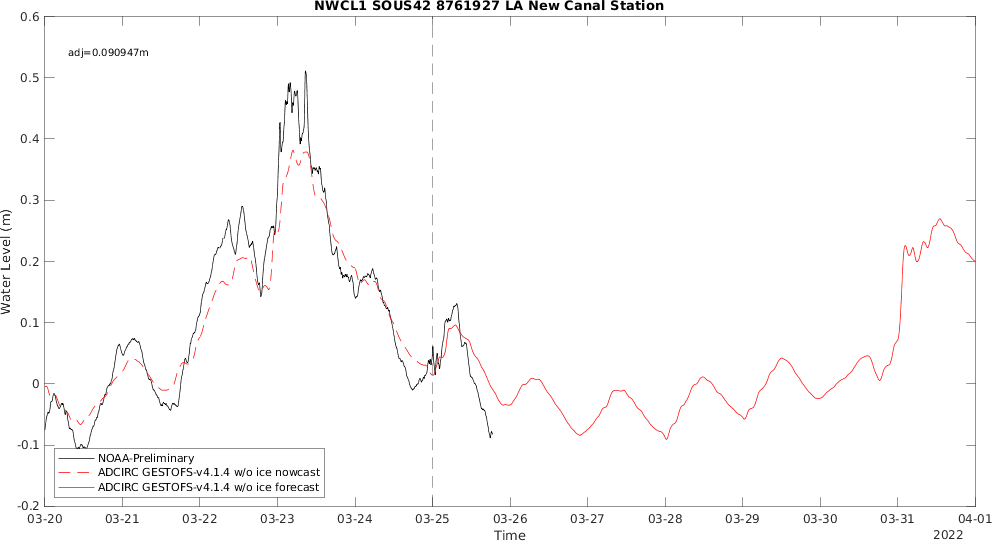 NWCL1 SOUS42 8761927 LA New Canal Station
adj=0.090947m
Water Level (m)
0.6
0.5
0.4
0.3
0.2
0.1
0
-0.1
-0.2
NOAA-Preliminary
ADCIRC GESTOFS-v4.1.4 w/o ice nowcast
ADCIRC GESTOFS-v4.1.4 w/o ice forecast
03-20 03-21 03-22 03-23 03-24 03-25 03-26 03-27 03-28 03-29 03-30 03-31 04-01
Time
2022